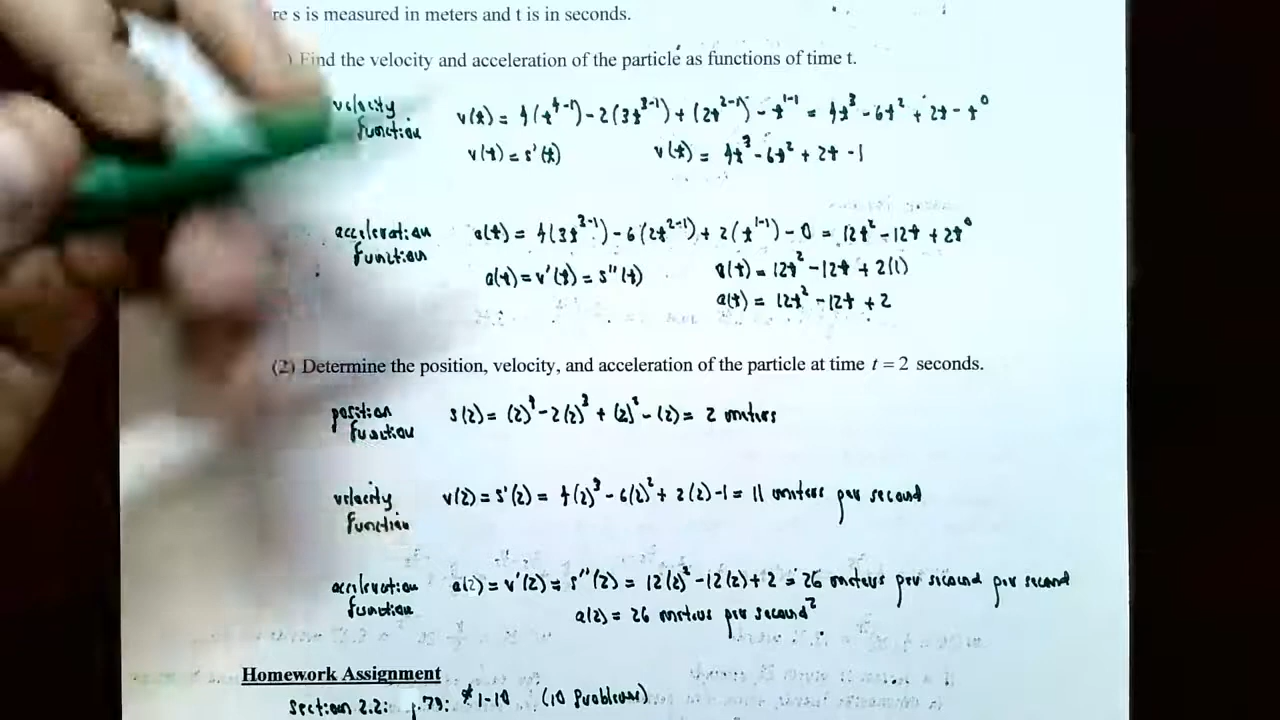 re s is measured in meters and t is in seconds.
) Find the velocity and acceleration of the particle as functions of time t.
velocity function
v(t) = 4(t^{4-1}) - 2(3t^{3-1}) + (2t^{2-1}) - t^{1-1} = 4t^3 - 6t^2 + 2t - t^0
v(t) = s'(t) v(t) = 4t^3 - 6t^2 + 2t - 1
acceleration function
a(t) = 4(3t^{3-1}) - 6(2t^{2-1}) + 2(t^{1-1}) - 0 = 12t^2 - 12t + 2t^0
a(t) = v'(t) = s''(t) a(t) = 12t^2 - 12t + 2(1)
a(t) = 12t^2 - 12t + 2
(2) Determine the position, velocity, and acceleration of the particle at time t = 2 seconds.
position function
s(2) = (2)^4 - 2(2)^3 + (2)^2 - (2) = 2 meters
velocity function
v(2) = s'(2) = 4(2)^3 - 6(2)^2 + 2(2) - 1 = 11 meters per second
acceleration function
a(2) = v'(2) = s''(2) = 12(2)^2 - 12(2) + 2 = 26 meters per second per second
a(2) = 26 meters per second^2
Homework Assignment
Section 2.2: p.79: #1-10 (10 Problems)